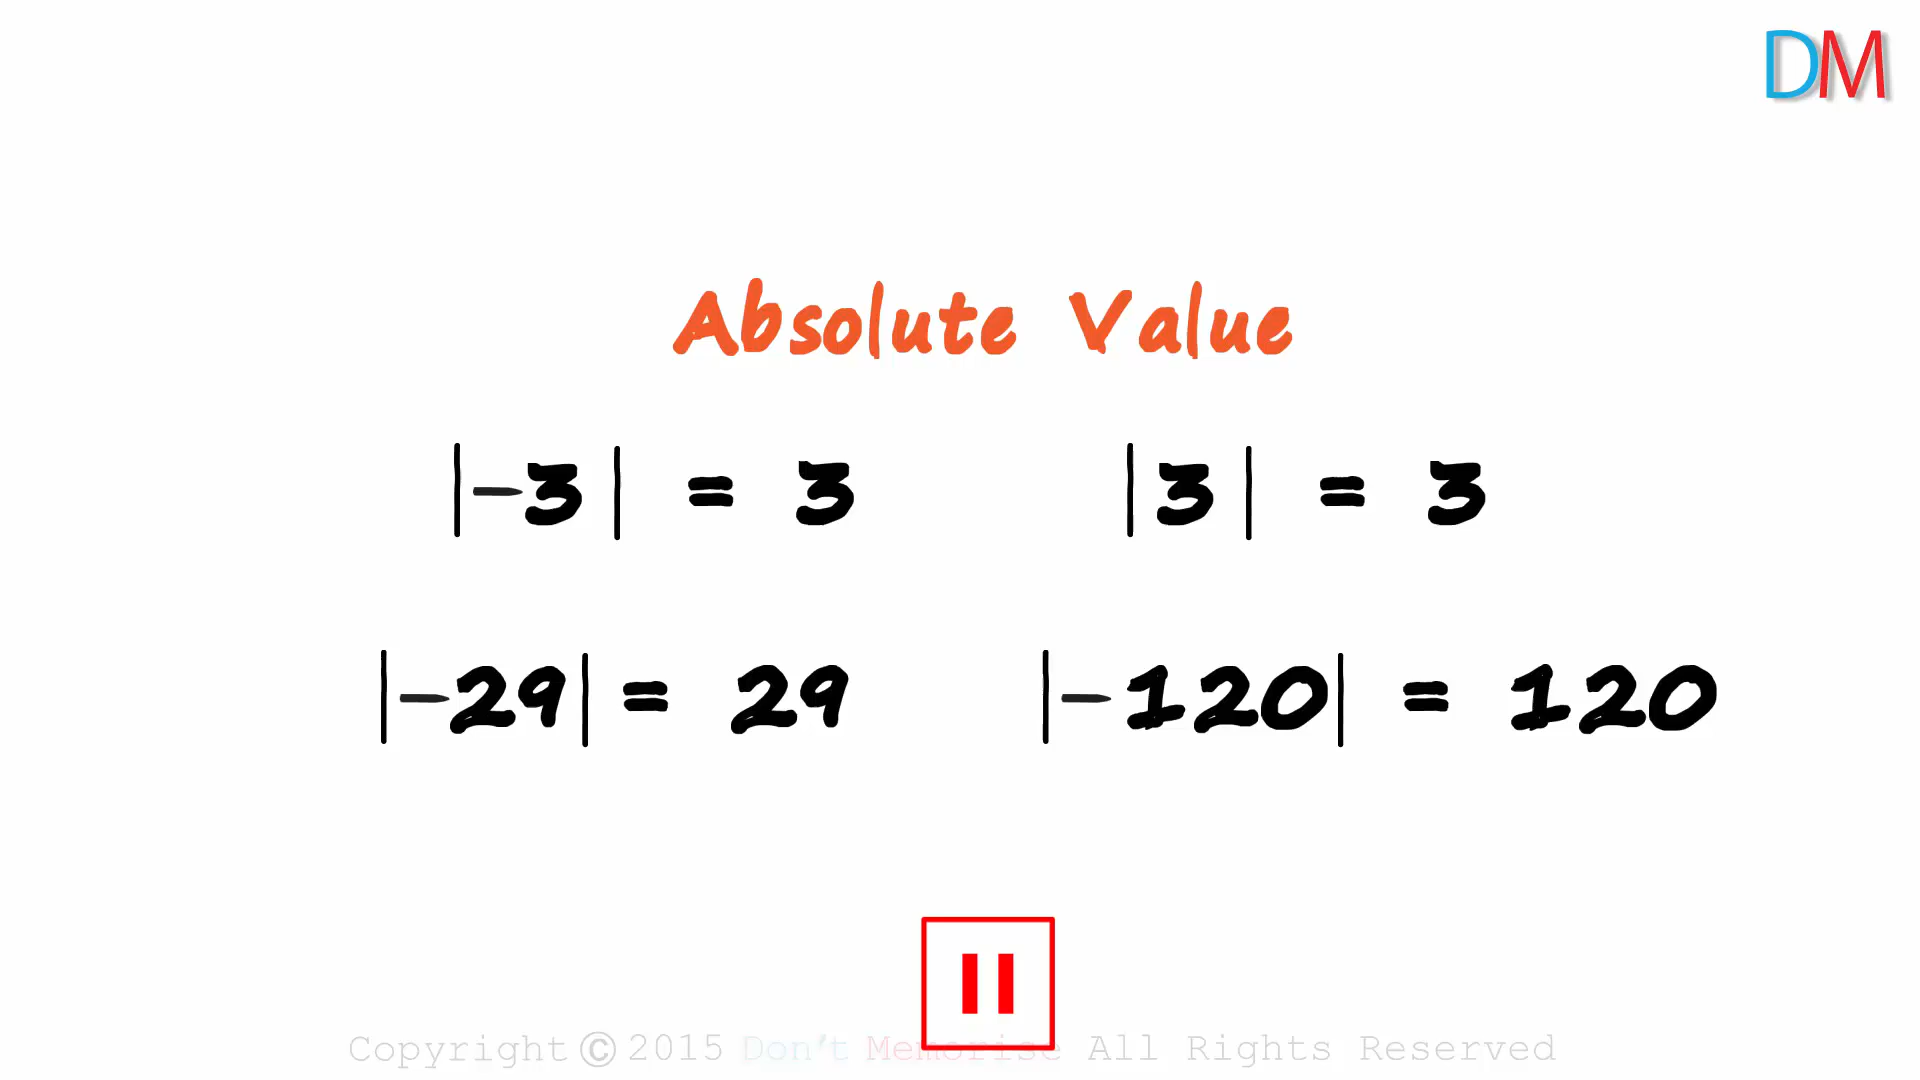 DM
Absolute Value
|−3| = 3 |3| = 3
|−29| = 29 |−120| = 120
Copyright © 2015 Don't Memorise All Rights Reserved